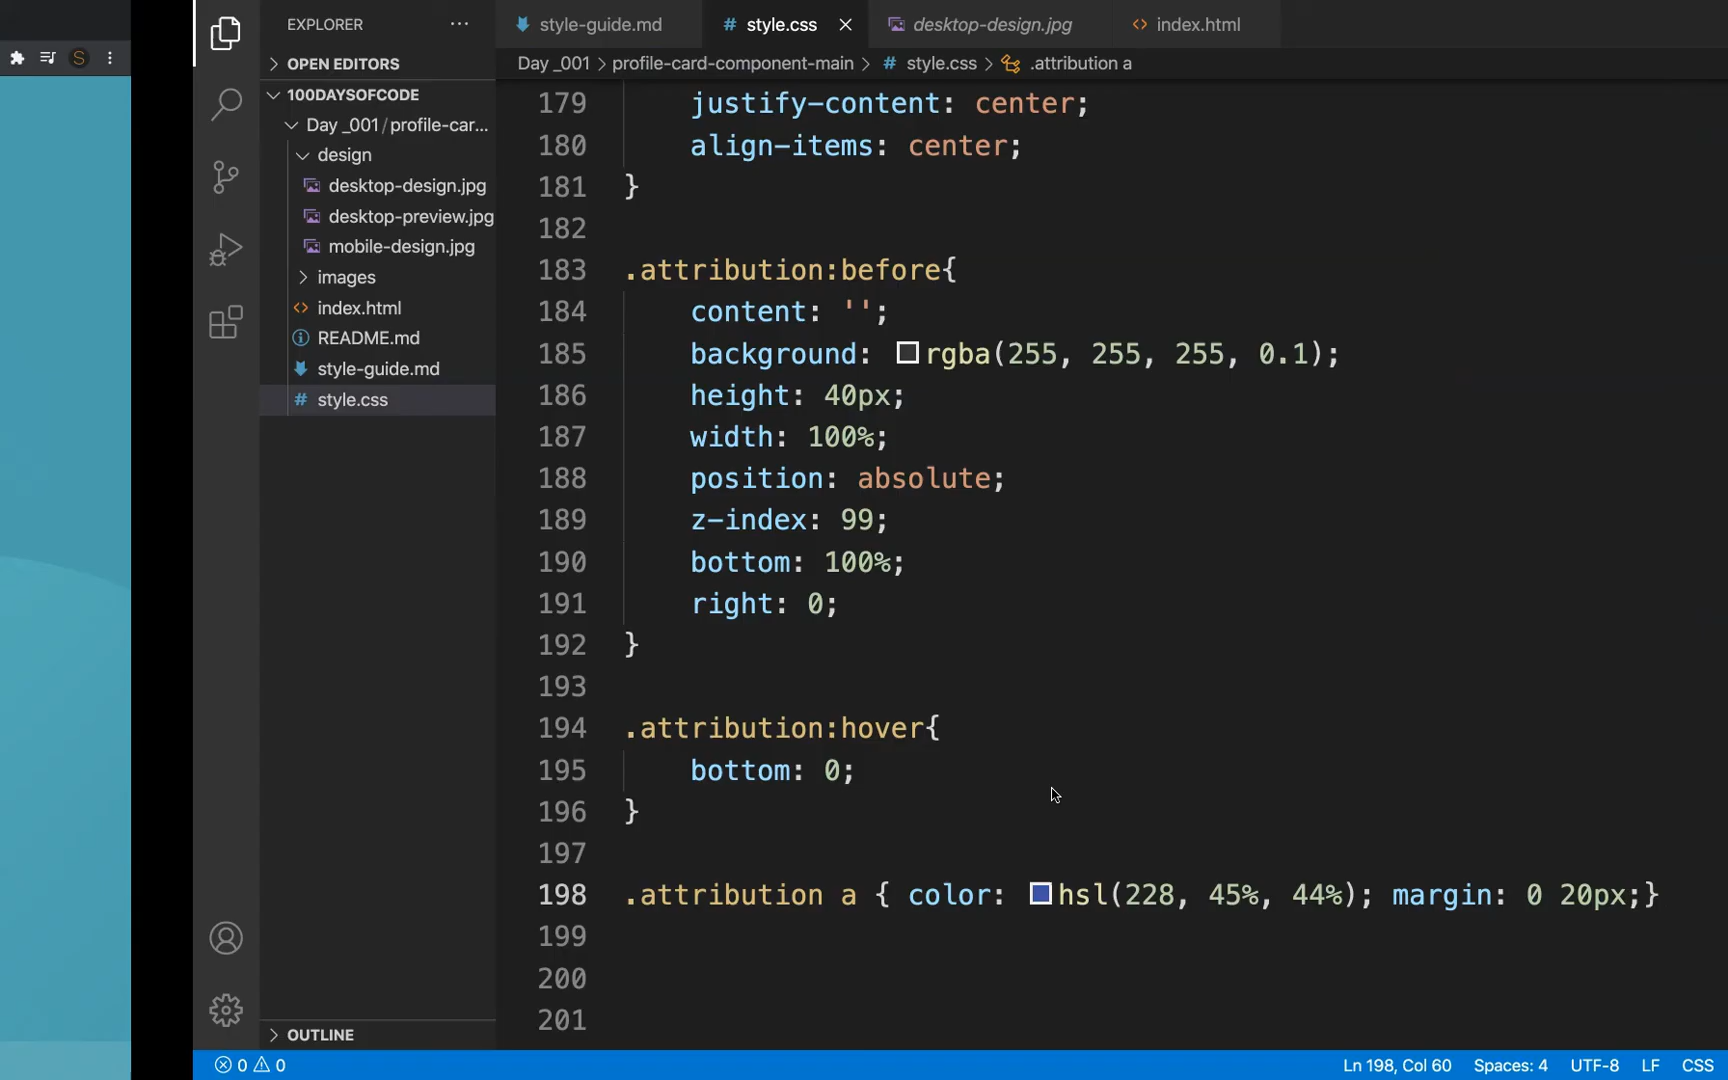 EXPLORER
OPEN EDITORS
100DAYSOFCODE
Day _001/profile-car...
design
desktop-design.jpg
desktop-preview.jpg
mobile-design.jpg
images
index.html
README.md
style-guide.md
style.css
OUTLINE
style-guide.md style.css desktop-design.jpg index.html
Day _001 > profile-card-component-main > # style.css > .attribution a
179 justify-content: center;
180 align-items: center;
181 }
182
183 .attribution:before{
184 content: '';
185 background: rgba(255, 255, 255, 0.1);
186 height: 40px;
187 width: 100%;
188 position: absolute;
189 z-index: 99;
190 bottom: 100%;
191 right: 0;
192 }
193
194 .attribution:hover{
195 bottom: 0;
196 }
197
198 .attribution a { color: hsl(228, 45%, 44%); margin: 0 20px;}
199
200
201
0 0 Ln 198, Col 60 Spaces: 4 UTF-8 LF CSS